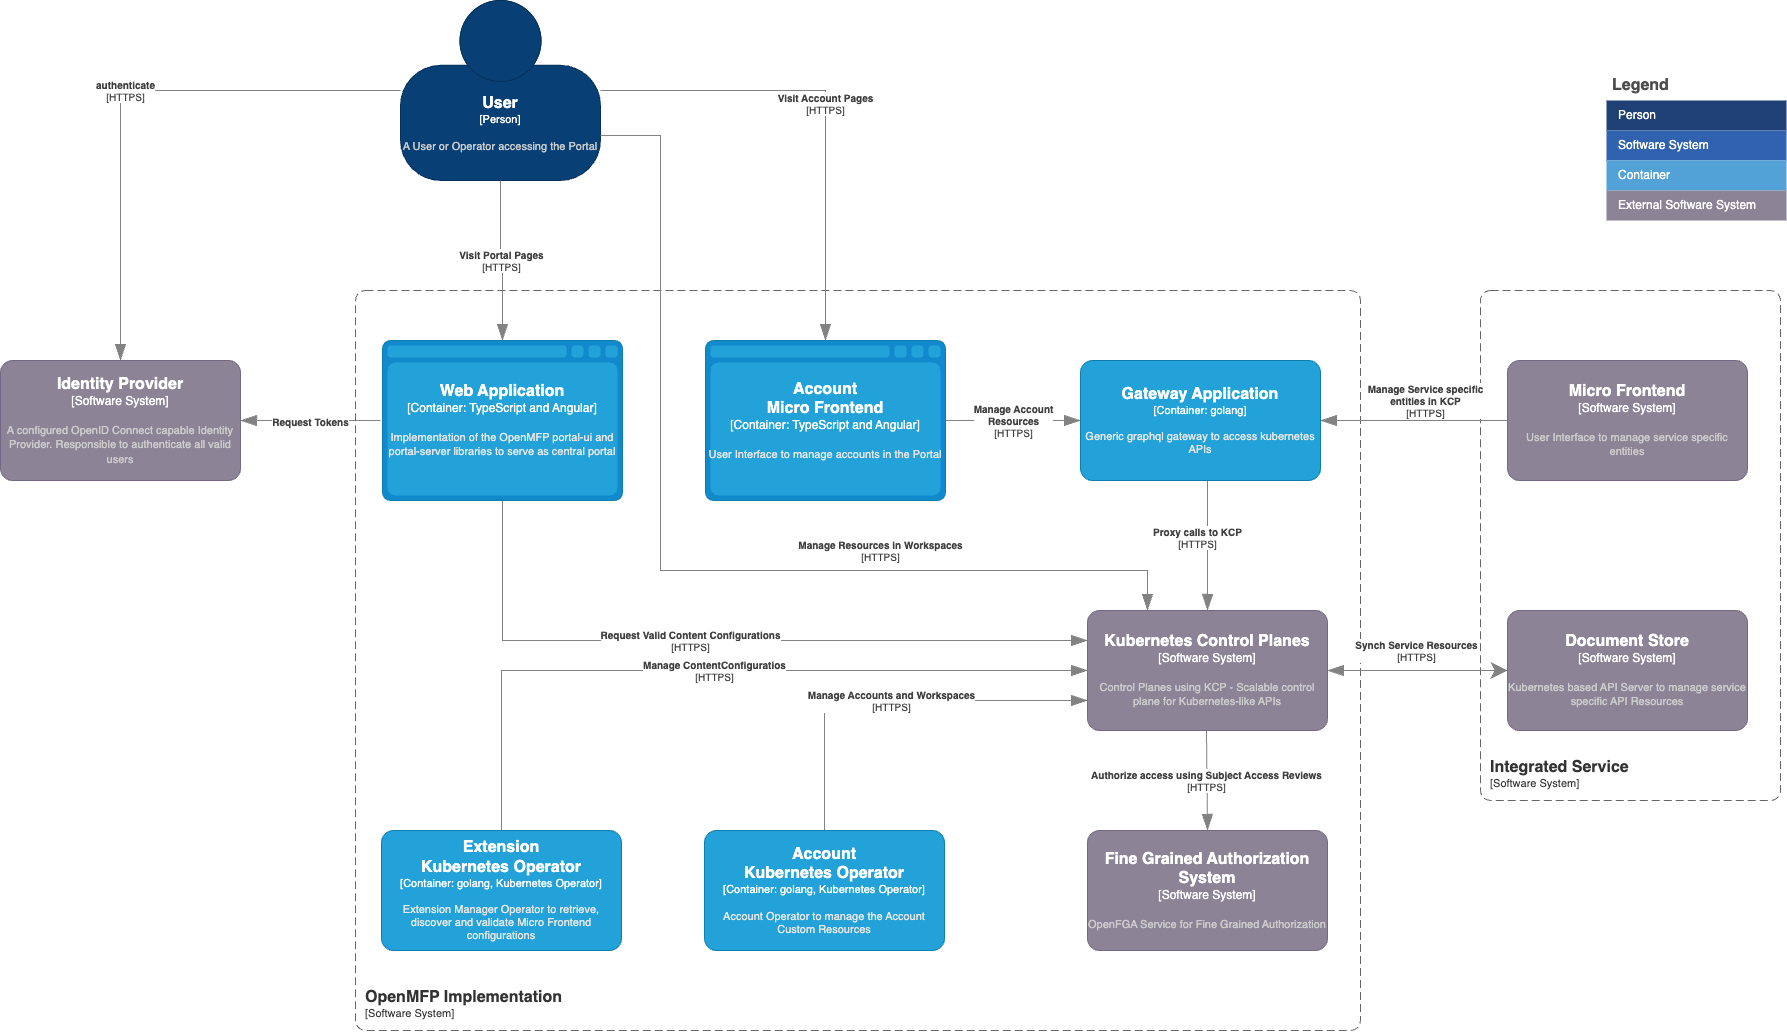 User
[Person]
A User or Operator accessing the Portal
authenticate
[HTTPS]
Visit Account Pages
[HTTPS]
Legend
Person
Software System
Container
External Software System
Visit Portal Pages
[HTTPS]
Identity Provider
[Software System]
A configured OpenID Connect capable Identity
Provider. Responsible to authenticate all valid
users
Request Tokens
Web Application
[Container: TypeScript and Angular]
Implementation of the OpenMFP portal-ui and
portal-server libraries to serve as central portal
Account
Micro Frontend
[Container: TypeScript and Angular]
User Interface to manage accounts in the Portal
Manage Account
Resources
[HTTPS]
Gateway Application
[Container: golang]
Generic graphql gateway to access kubernetes
APIs
Manage Service specific
entities in KCP
[HTTPS]
Micro Frontend
[Software System]
User Interface to manage service specific
entities
Proxy calls to KCP
[HTTPS]
Manage Resources in Workspaces
[HTTPS]
Request Valid Content Configurations
[HTTPS]
Manage ContentConfiguratios
[HTTPS]
Manage Accounts and Workspaces
[HTTPS]
Kubernetes Control Planes
[Software System]
Control Planes using KCP - Scalable control
plane for Kubernetes-like APIs
Synch Service Resources
[HTTPS]
Document Store
[Software System]
Kubernetes based API Server to manage service
specific API Resources
Integrated Service
[Software System]
Authorize access using Subject Access Reviews
[HTTPS]
Extension
Kubernetes Operator
[Container: golang, Kubernetes Operator]
Extension Manager Operator to retrieve,
discover and validate Micro Frontend
configurations
Account
Kubernetes Operator
[Container: golang, Kubernetes Operator]
Account Operator to manage the Account
Custom Resources
Fine Grained Authorization
System
[Software System]
OpenFGA Service for Fine Grained Authorization
OpenMFP Implementation
[Software System]